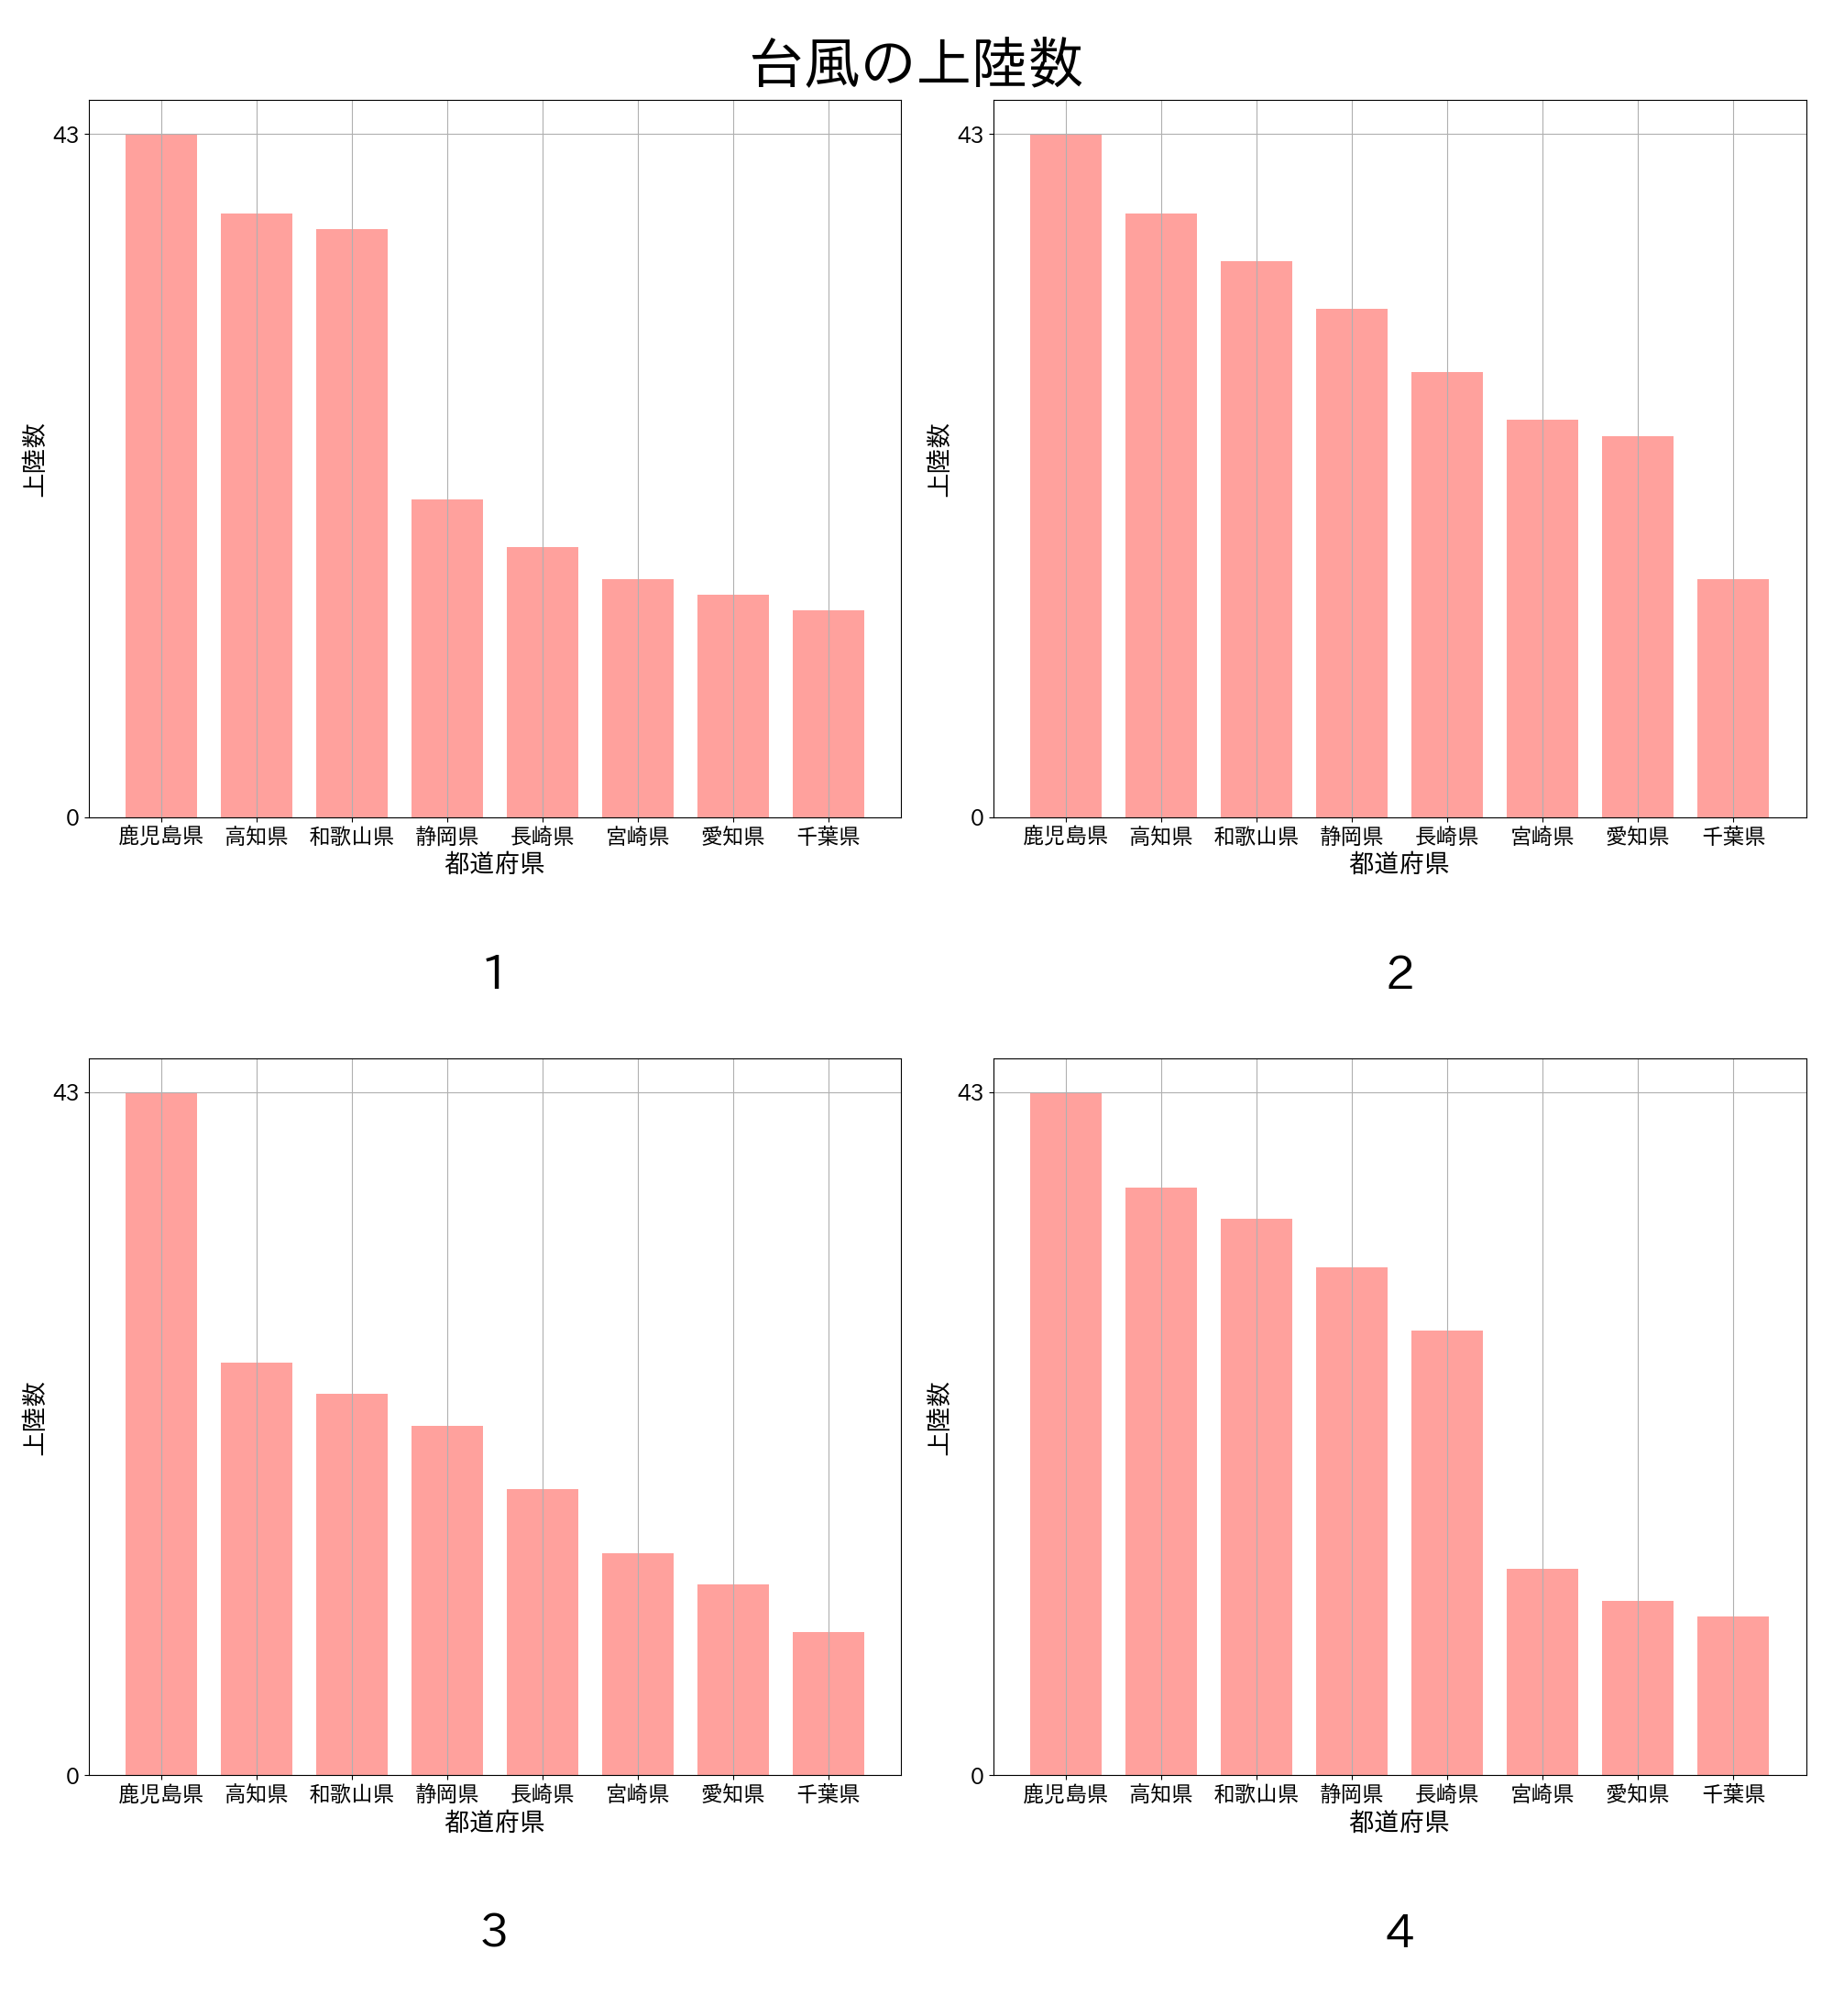 台風の上陸数
43
0
上陸数
鹿児島県 高知県 和歌山県 静岡県 長崎県 宮崎県 愛知県 千葉県
都道府県
1
43
0
上陸数
鹿児島県 高知県 和歌山県 静岡県 長崎県 宮崎県 愛知県 千葉県
都道府県
2
43
0
上陸数
鹿児島県 高知県 和歌山県 静岡県 長崎県 宮崎県 愛知県 千葉県
都道府県
3
43
0
上陸数
鹿児島県 高知県 和歌山県 静岡県 長崎県 宮崎県 愛知県 千葉県
都道府県
4